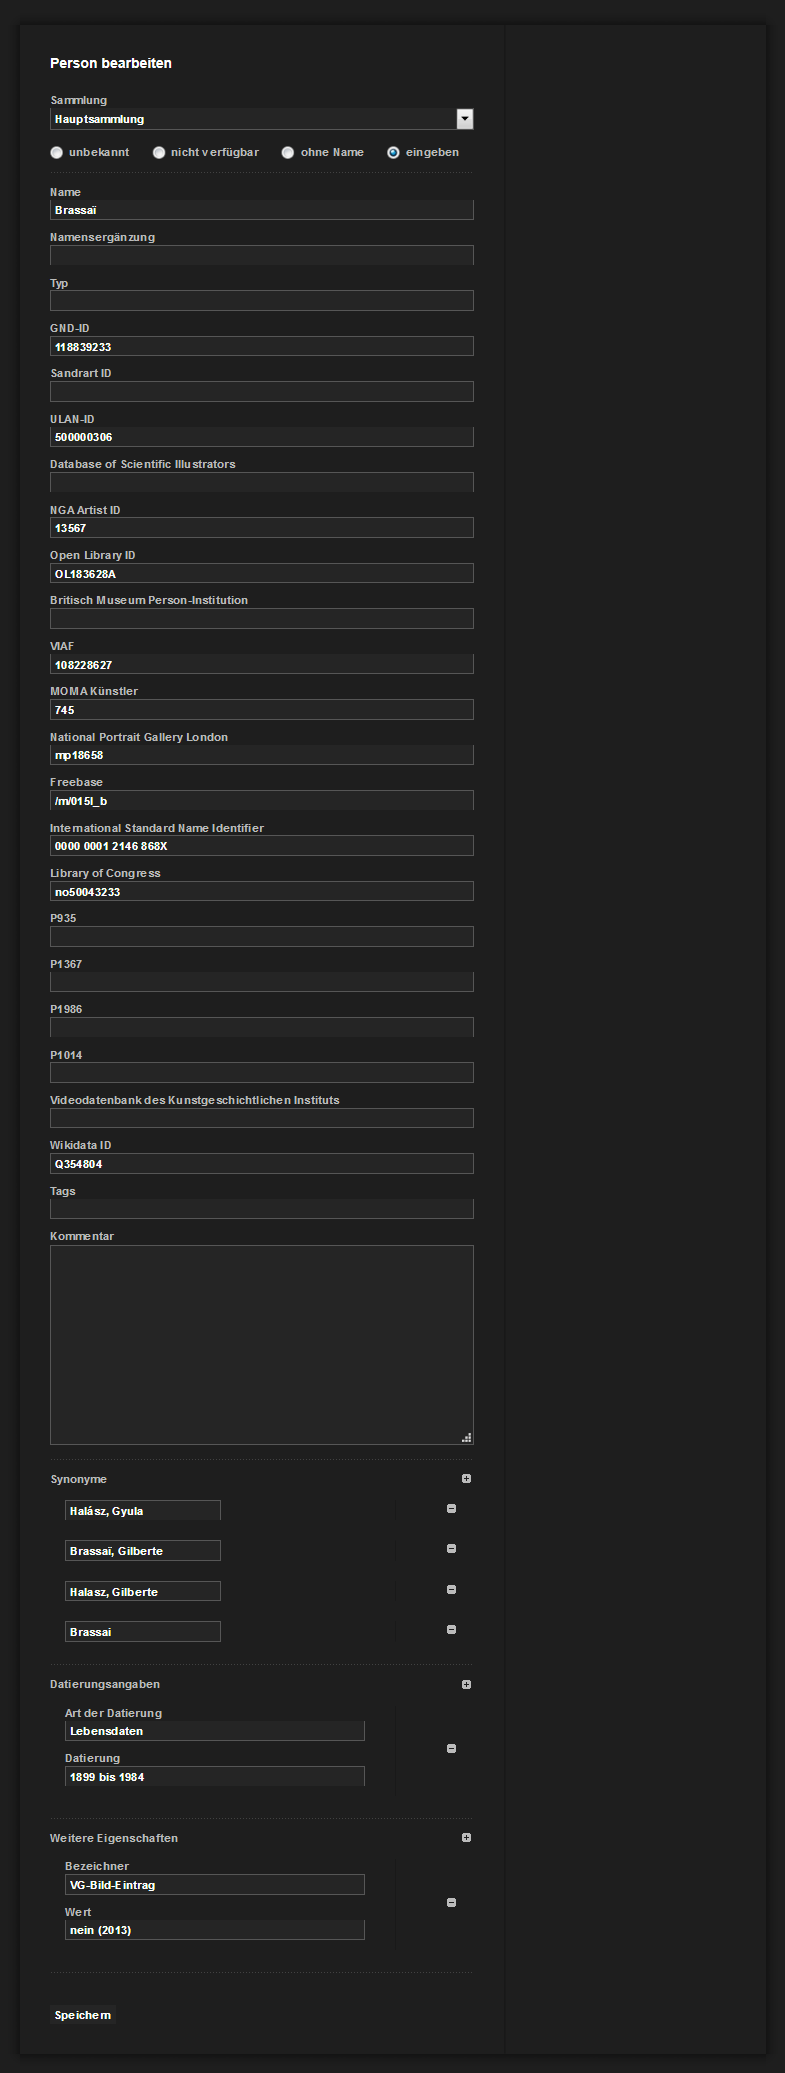 Person bearbeiten
Sammlung
Hauptsammlung
unbekannt nicht verfügbar ohne Name eingeben
Name
Brassaï
Namensergänzung
Typ
GND-ID
118839233
Sandrart ID
ULAN-ID
500000306
Database of Scientific Illustrators
NGA Artist ID
13567
Open Library ID
OL183628A
Britisch Museum Person-Institution
VIAF
108228627
MOMA Künstler
745
National Portrait Gallery London
mp18658
Freebase
/m/015l_b
International Standard Name Identifier
0000 0001 2146 868X
Library of Congress
no50043233
P935
P1367
P1986
P1014
Videodatenbank des Kunstgeschichtlichen Instituts
Wikidata ID
Q354804
Tags
Kommentar
Synonyme
Halász, Gyula
Brassaï, Gilberte
Halasz, Gilberte
Brassai
Datierungsangaben
Art der Datierung
Lebensdaten
Datierung
1899 bis 1984
Weitere Eigenschaften
Bezeichner
VG-Bild-Eintrag
Wert
nein (2013)
Speichern